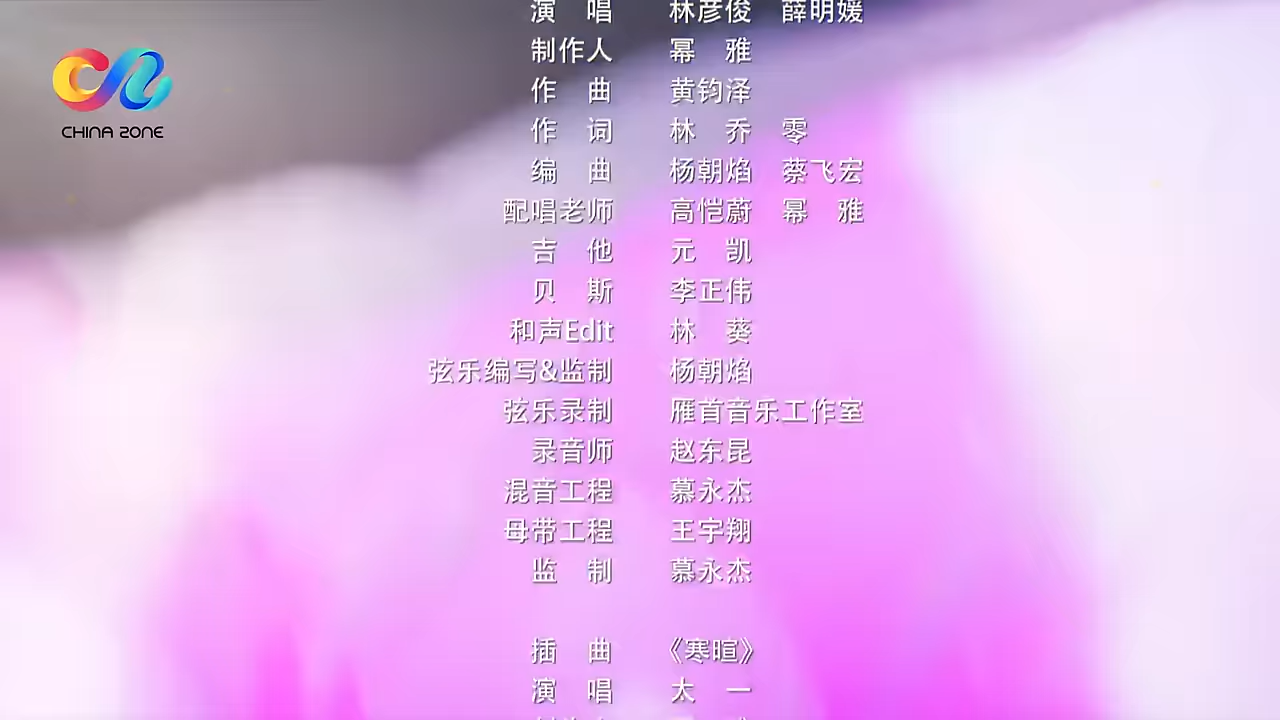 演 唱 林彦俊 薛明媛
制作人 幂 雅
CHINA ZONE
作 曲 黄钧泽
作 词 林 乔 零
编 曲 杨朝焰 蔡飞宏
配唱老师 高恺蔚 幂 雅
吉 他 元 凯
贝 斯 李正伟
和声Edit 林 葵
弦乐编写&监制 杨朝焰
弦乐录制 雁首音乐工作室
录音师 赵东昆
混音工程 慕永杰
母带工程 王宇翔
监 制 慕永杰
插 曲 《寒暄》
演 唱 太 一